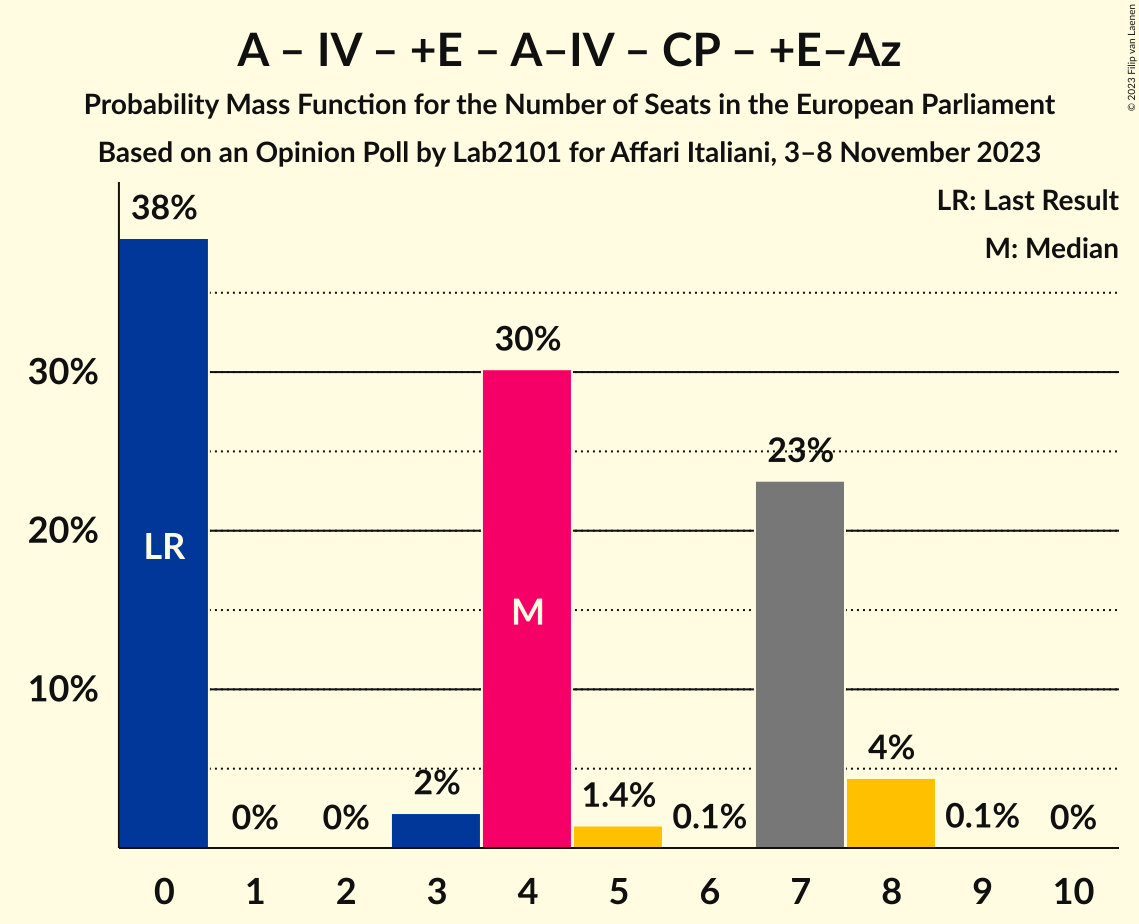 A – IV – +E – A–IV – CP – +E–Az
Probability Mass Function for the Number of Seats in the European Parliament
Based on an Opinion Poll by Lab2101 for Affari Italiani, 3–8 November 2023
© 2023 Filip van Laenen
LR: Last Result
M: Median
38%
30%
30%
23%
20%
LR
M
10%
4%
2%
1.4%
0%
0%
0.1%
0.1%
0%
0 1 2 3 4 5 6 7 8 9 10